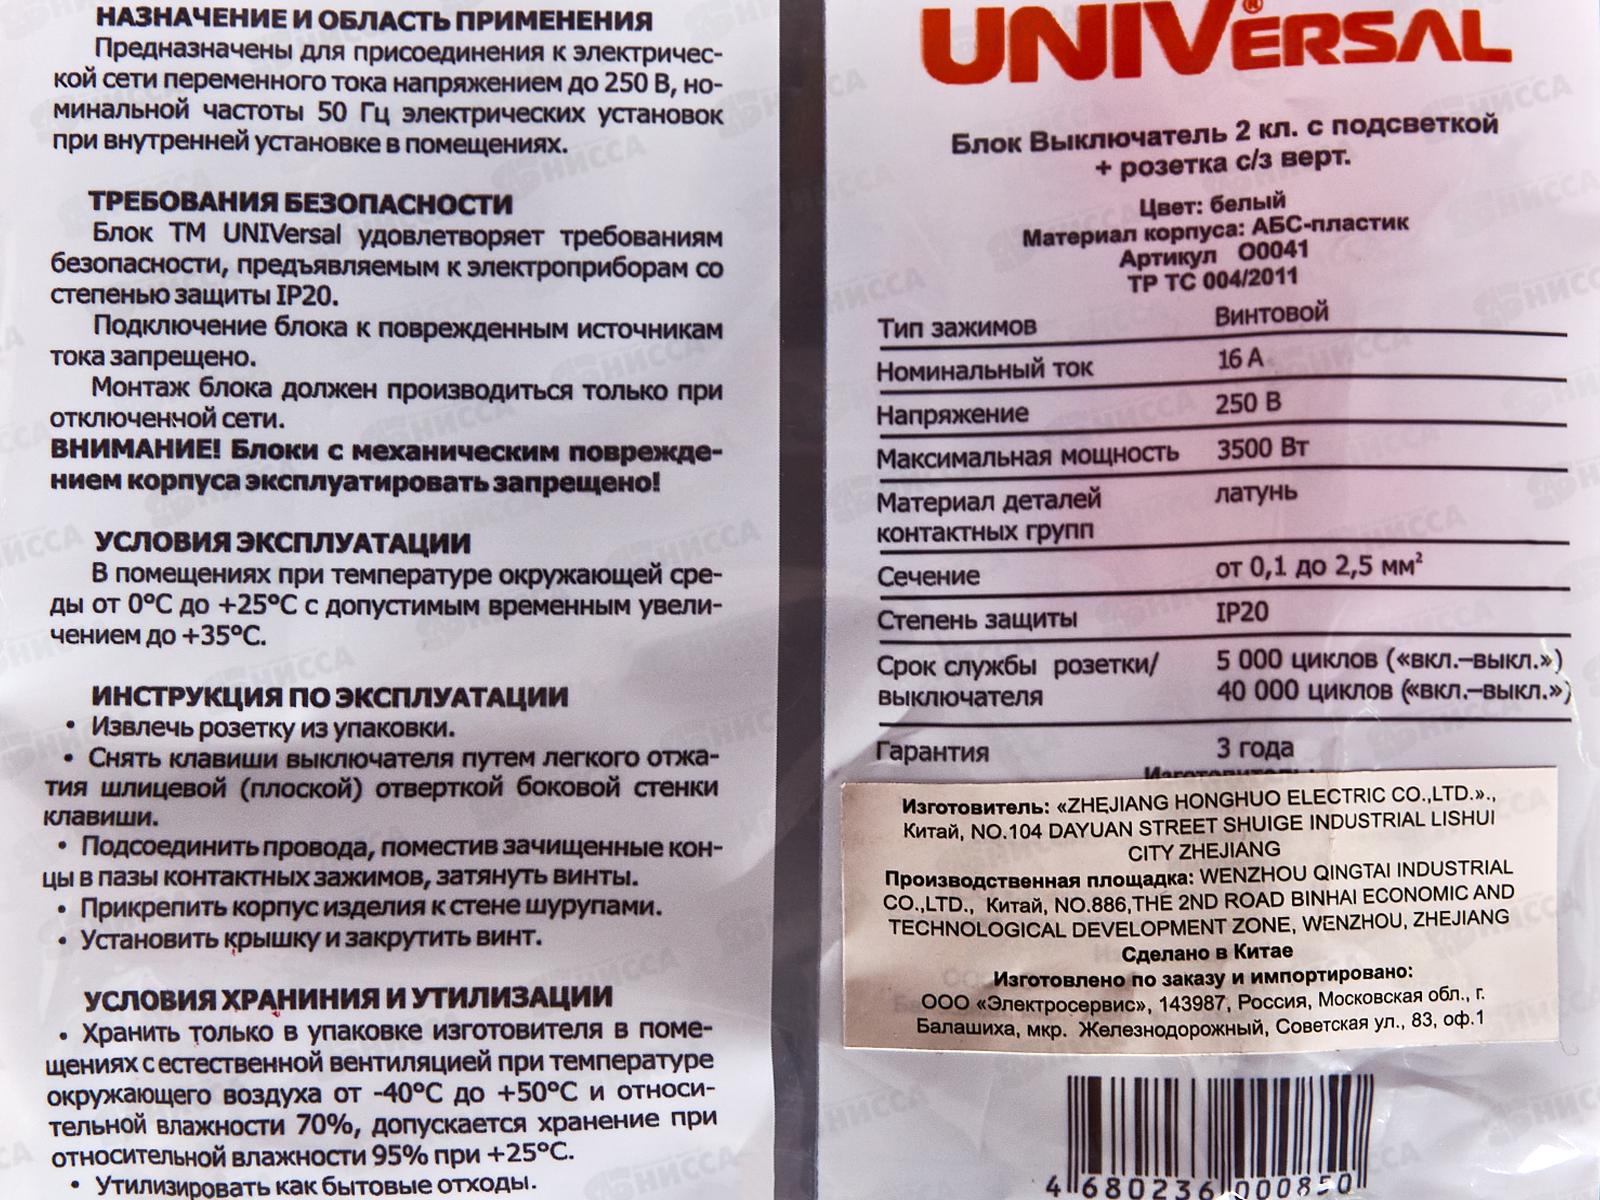 НАЗНАЧЕНИЕ И ОБЛАСТЬ ПРИМЕНЕНИЯ
Предназначены для присоединения к электричес-
кой сети переменного тока напряжением до 250 В, но-
минальной частоты 50 Гц электрических установок
при внутренней установке в помещениях.
ТРЕБОВАНИЯ БЕЗОПАСНОСТИ
Блок ТМ UNIVersal удовлетворяет требованиям
безопасности, предъявляемым к электроприборам со
степенью защиты IP20.
Подключение блока к поврежденным источникам
тока запрещено.
Монтаж блока должен производиться только при
отключенной сети.
ВНИМАНИЕ! Блоки с механическим поврежде-
нием корпуса эксплуатировать запрещено!
УСЛОВИЯ ЭКСПЛУАТАЦИИ
В помещениях при температуре окружающей сре-
ды от 0°С до +25°С с допустимым временным увели-
чением до +35°С.
ИНСТРУКЦИЯ ПО ЭКСПЛУАТАЦИИ
• Извлечь розетку из упаковки.
• Снять клавиши выключателя путем легкого отжа-
тия шлицевой (плоской) отверткой боковой стенки
клавиши.
• Подсоединить провода, поместив зачищенные кон-
цы в пазы контактных зажимов, затянуть винты.
• Прикрепить корпус изделия к стене шурупами.
• Установить крышку и закрутить винт.
УСЛОВИЯ ХРАНИНИЯ И УТИЛИЗАЦИИ
• Хранить только в упаковке изготовителя в поме-
щениях с естественной вентиляцией при температуре
окружающего воздуха от -40°С до +50°С и относи-
тельной влажности 70%, допускается хранение при
относительной влажности 95% при +25°С.
• Утилизировать как бытовые отходы.
UNIVERSAL®
Блок Выключатель 2 кл. с подсветкой
+ розетка с/з верт.
Цвет: белый
Материал корпуса: АБС-пластик
Артикул О0041
ТР ТС 004/2011
Тип зажимов Винтовой
Номинальный ток 16 А
Напряжение 250 В
Максимальная мощность 3500 Вт
Материал деталей латунь
контактных групп
Сечение от 0,1 до 2,5 мм²
Степень защиты IP20
Срок службы розетки/ 5 000 циклов («вкл.–выкл.»)
выключателя 40 000 циклов («вкл.–выкл.»)
Гарантия 3 года
Изготовитель:
Изготовитель: «ZHEJIANG HONGHUO ELECTRIC CO.,LTD.».,
Китай, NO.104 DAYUAN STREET SHUIGE INDUSTRIAL LISHUI
CITY ZHEJIANG
Производственная площадка: WENZHOU QINGTAI INDUSTRIAL
CO.,LTD., Китай, NO.886,THE 2ND ROAD BINHAI ECONOMIC AND
TECHNOLOGICAL DEVELOPMENT ZONE, WENZHOU, ZHEJIANG
Сделано в Китае
Изготовлено по заказу и импортировано:
ООО «Электросервис», 143987, Россия, Московская обл., г.
Балашиха, мкр. Железнодорожный, Советская ул., 83, оф.1
4 680236 000850